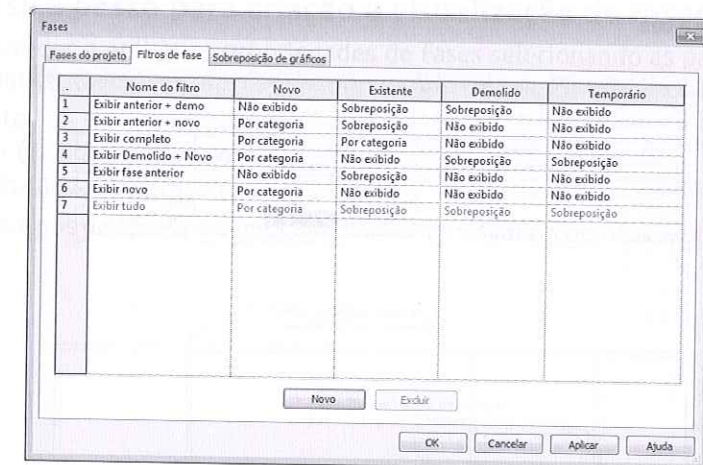 Fases
Fases do projeto Filtros de fase Sobreposição de gráficos
. Nome do filtro Novo Existente Demolido Temporário
1 Exibir anterior + demo Não exibido Sobreposição Sobreposição Não exibido
2 Exibir anterior + novo Por categoria Sobreposição Não exibido Não exibido
3 Exibir completo Por categoria Por categoria Não exibido Não exibido
4 Exibir Demolido + Novo Por categoria Não exibido Sobreposição Sobreposição
5 Exibir fase anterior Não exibido Sobreposição Não exibido Não exibido
6 Exibir novo Por categoria Não exibido Não exibido Não exibido
7 Exibir tudo Por categoria Sobreposição Sobreposição Sobreposição
Novo Excluir
OK Cancelar Aplicar Ajuda